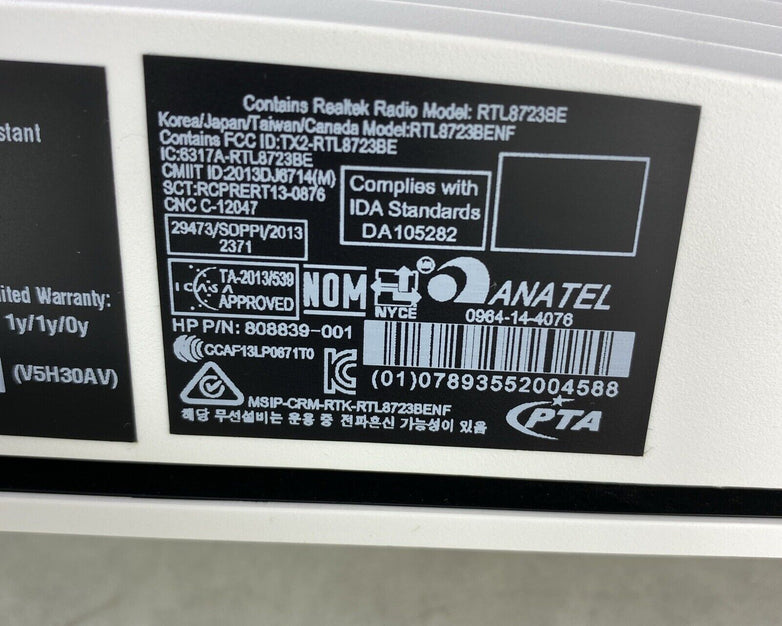 stant
ited Warranty:
1y/1y/0y
(V5H30AV)
Contains Realtek Radio Model: RTL8723BE
Korea/Japan/Taiwan/Canada Model:RTL8723BENF
Contains FCC ID:TX2-RTL8723BE
IC:6317A-RTL8723BE
CMIIT ID:2013DJ6714(M)
SCT:RCPRERT13-0876
CNC C-12047
Complies with
IDA Standards
DA105282
29473/SDPPI/2013
2371
ICASA
TA-2013/539
APPROVED
NOM
NYCE
ANATEL
0964-14-4076
HP P/N: 808839-001
CCAF13LP0671T0
(01)07893552004588
MSIP-CRM-RTK-RTL8723BENF
해당 무선설비는 운용 중 전파혼신 가능성이 있음
PTA